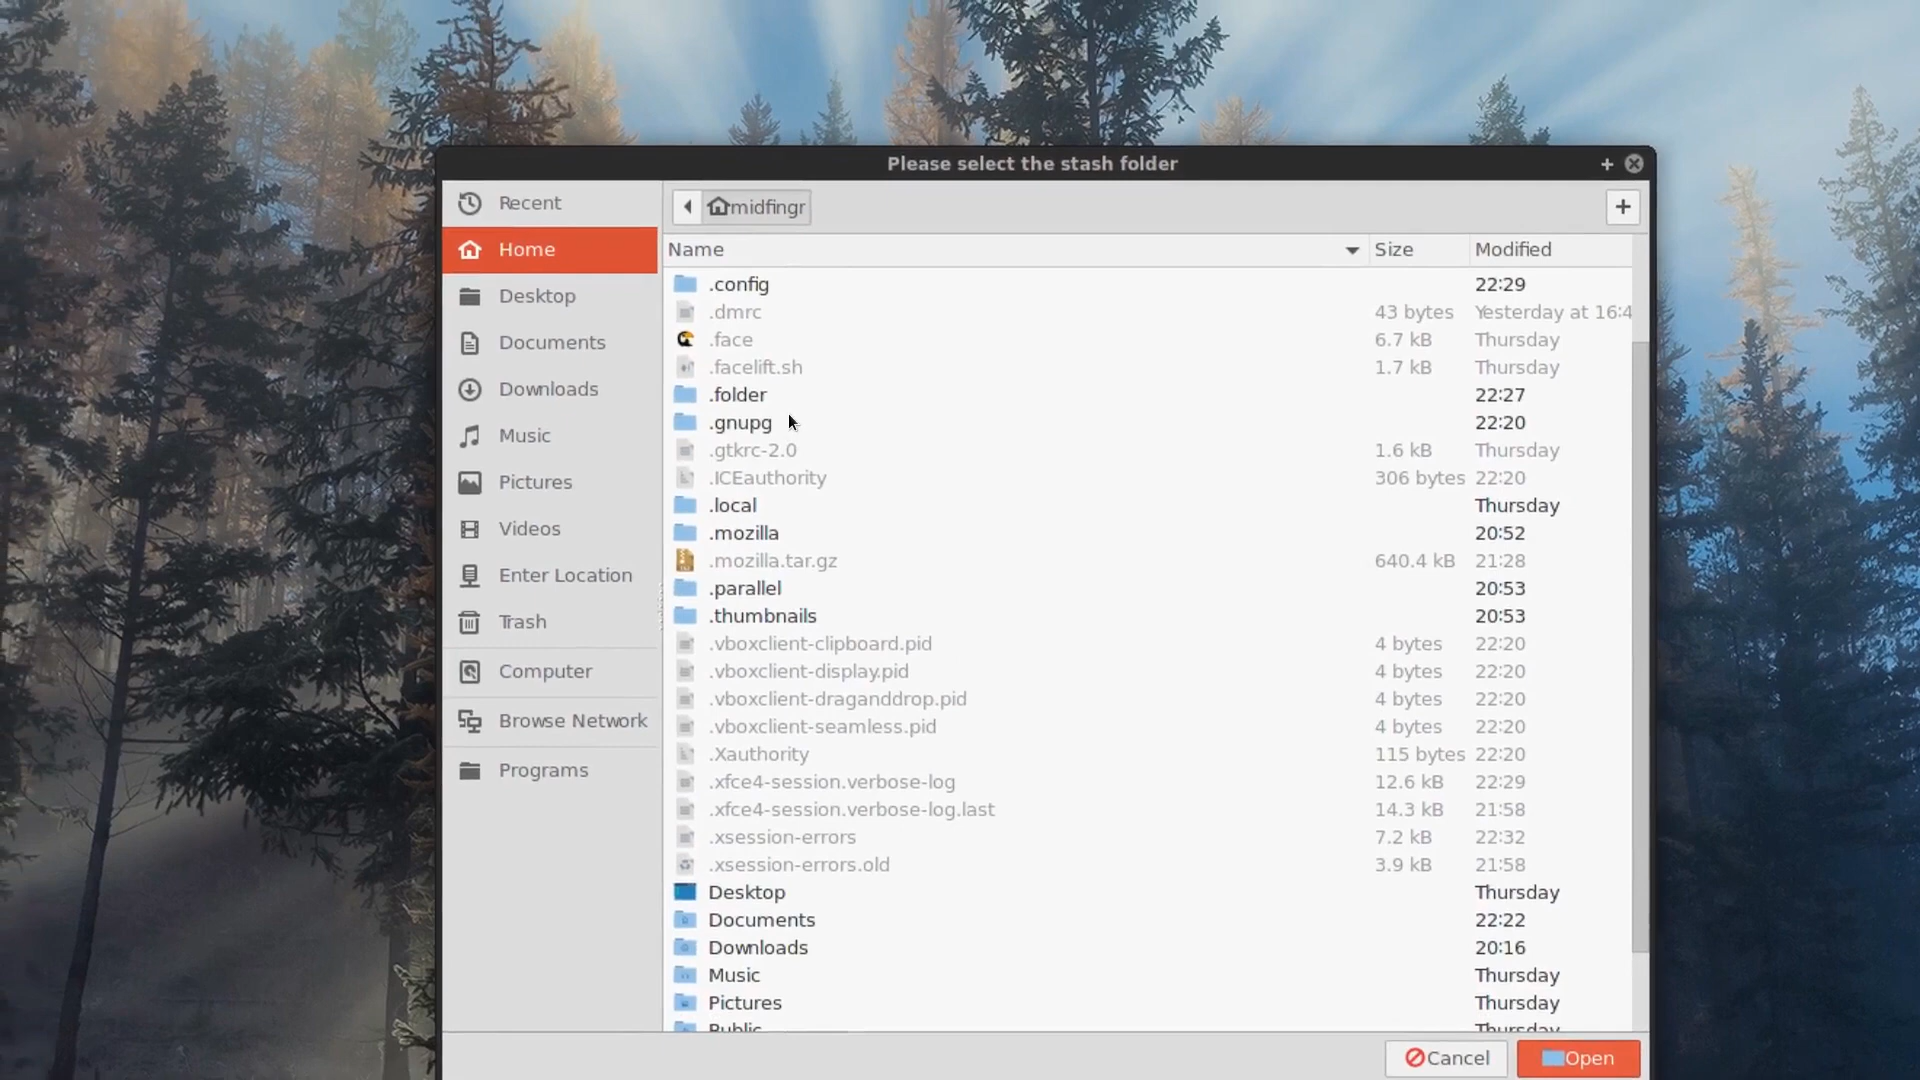 Please select the stash folder
Recent
Home
Desktop
Documents
Downloads
Music
Pictures
Videos
Enter Location
Trash
Computer
Browse Network
Programs
midfingr
Name Size Modified
.config 22:29
.dmrc 43 bytes Yesterday at 16:4
.face 6.7 kB Thursday
.facelift.sh 1.7 kB Thursday
.folder 22:27
.gnupg 22:20
.gtkrc-2.0 1.6 kB Thursday
.ICEauthority 306 bytes 22:20
.local Thursday
.mozilla 20:52
.mozilla.tar.gz 640.4 kB 21:28
.parallel 20:53
.thumbnails 20:53
.vboxclient-clipboard.pid 4 bytes 22:20
.vboxclient-display.pid 4 bytes 22:20
.vboxclient-draganddrop.pid 4 bytes 22:20
.vboxclient-seamless.pid 4 bytes 22:20
.Xauthority 115 bytes 22:20
.xfce4-session.verbose-log 12.6 kB 22:29
.xfce4-session.verbose-log.last 14.3 kB 21:58
.xsession-errors 7.2 kB 22:32
.xsession-errors.old 3.9 kB 21:58
Desktop Thursday
Documents 22:22
Downloads 20:16
Music Thursday
Pictures Thursday
Public Thursday
Cancel Open